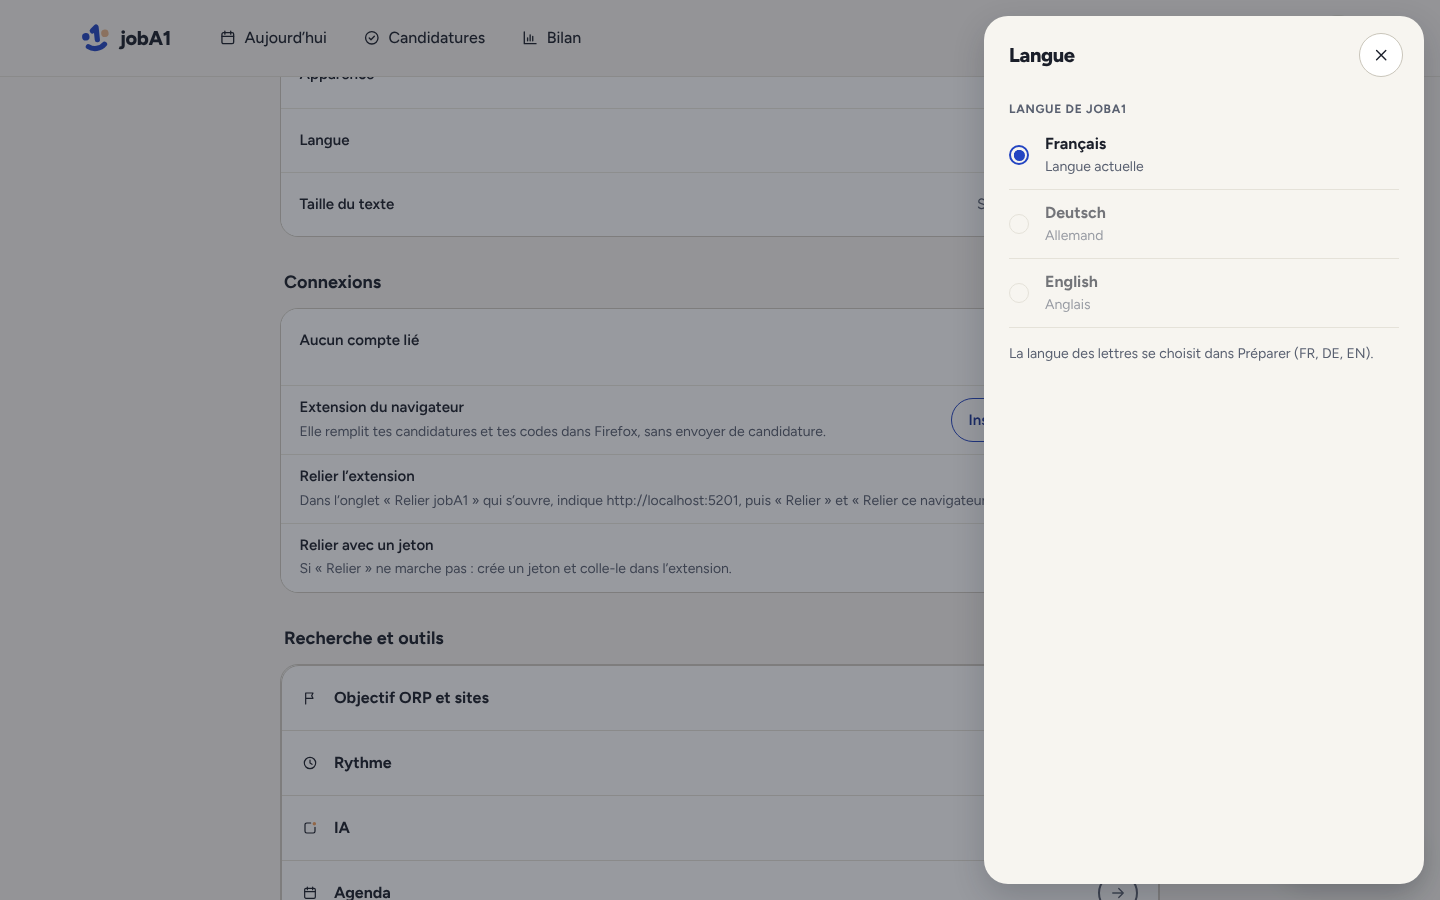 jobA1
Aujourd’hui
Candidatures
Bilan
Apparence
Langue
Taille du texte
Connexions
Aucun compte lié
Extension du navigateur
Elle remplit tes candidatures et tes codes dans Firefox, sans envoyer de candidature.
Relier l’extension
Dans l’onglet « Relier jobA1 » qui s’ouvre, indique http://localhost:5201, puis « Relier » et « Relier ce navigateur
Relier avec un jeton
Si « Relier » ne marche pas : crée un jeton et colle-le dans l’extension.
Recherche et outils
Objectif ORP et sites
Rythme
IA
Agenda
Langue
LANGUE DE JOBA1
Français
Langue actuelle
Deutsch
Allemand
English
Anglais
La langue des lettres se choisit dans Préparer (FR, DE, EN).